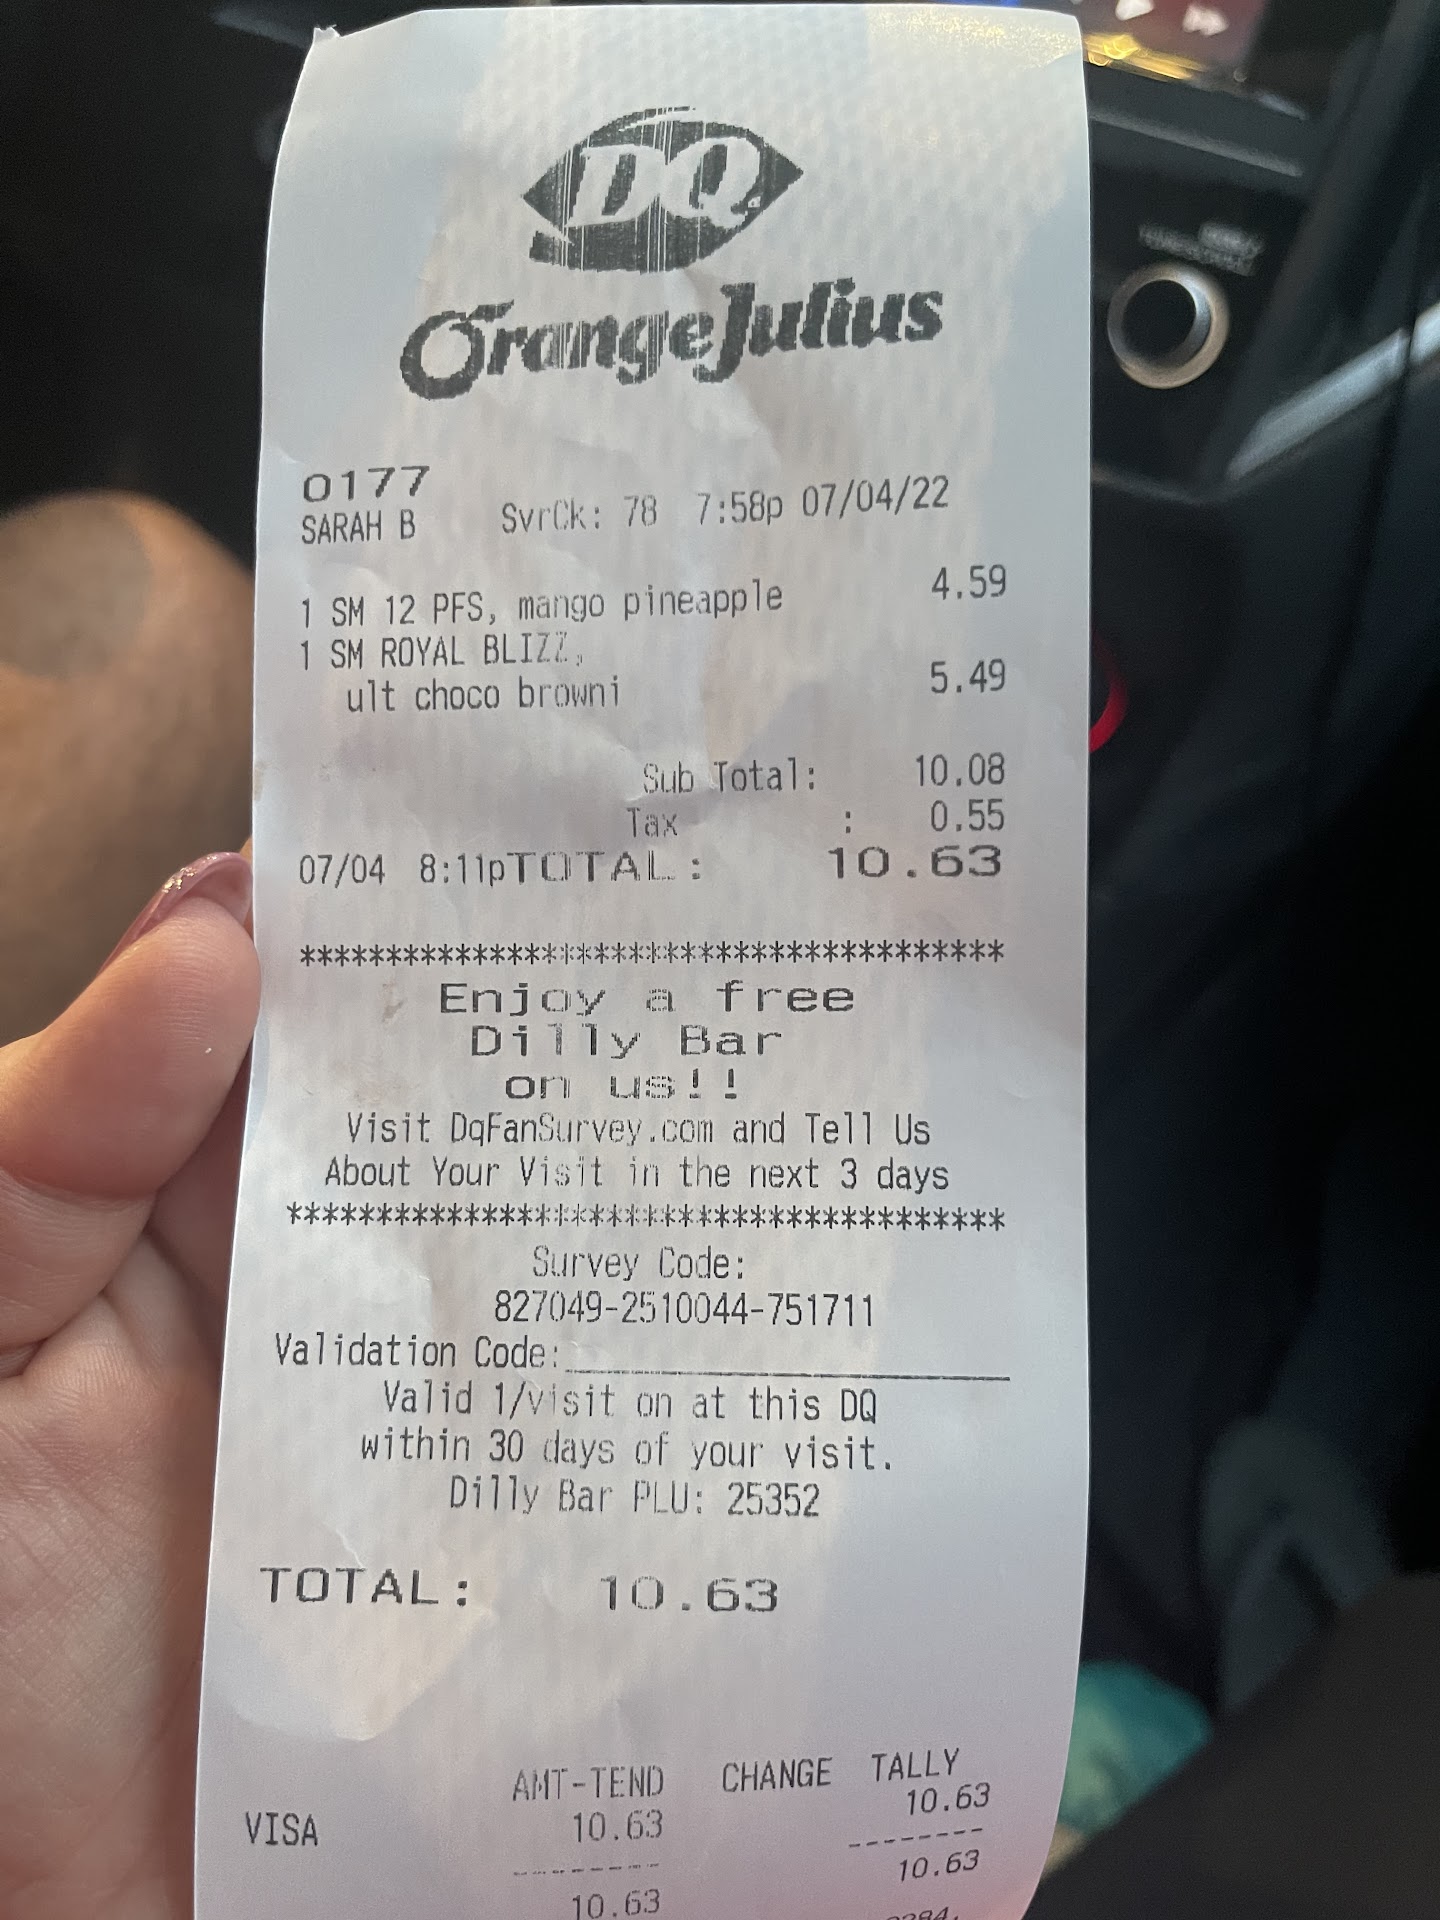 DQ
Orange Julius
0177
SARAH B SvrCk: 78 7:58p 07/04/22
1 SM 12 PFS, mango pineapple 4.59
1 SM ROYAL BLIZZ,
ult choco browni 5.49
Sub Total: 10.08
Tax : 0.55
07/04 8:11pTOTAL: 10.63
******************************************
Enjoy a free
Dilly Bar
on us!!
Visit DqFanSurvey.com and Tell Us
About Your Visit in the next 3 days
******************************************
Survey Code:
827049-2510044-751711
Validation Code:____________________
Valid 1/visit on at this DQ
within 30 days of your visit.
Dilly Bar PLU: 25352
TOTAL: 10.63
AMT-TEND CHANGE TALLY
VISA 10.63 10.63
--------- --------
10.63 10.63